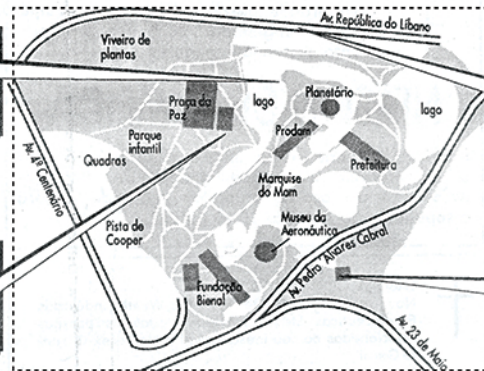 Av. República do Líbano
Viveiro de
plantas
Planetário
lago
lago
Praça da
Paz
Prodam
Parque
infantil
Prefeitura
Quadras
Marquise
do Mam
Av. 4º Centenário
Museu da
Aeronáutica
Pista de
Cooper
Av. Pedro Álvares Cabral
Fundação
Bienal
Av. 23 de Maio